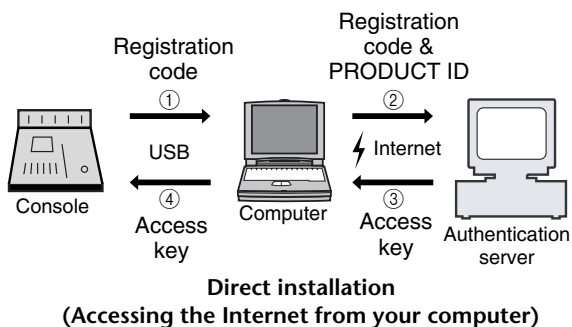 Registration
code
①
Registration
code &
PRODUCT ID
②
USB
Internet
④
Access
key
③
Access
key
Console
Computer
Authentication
server
Direct installation
(Accessing the Internet from your computer)